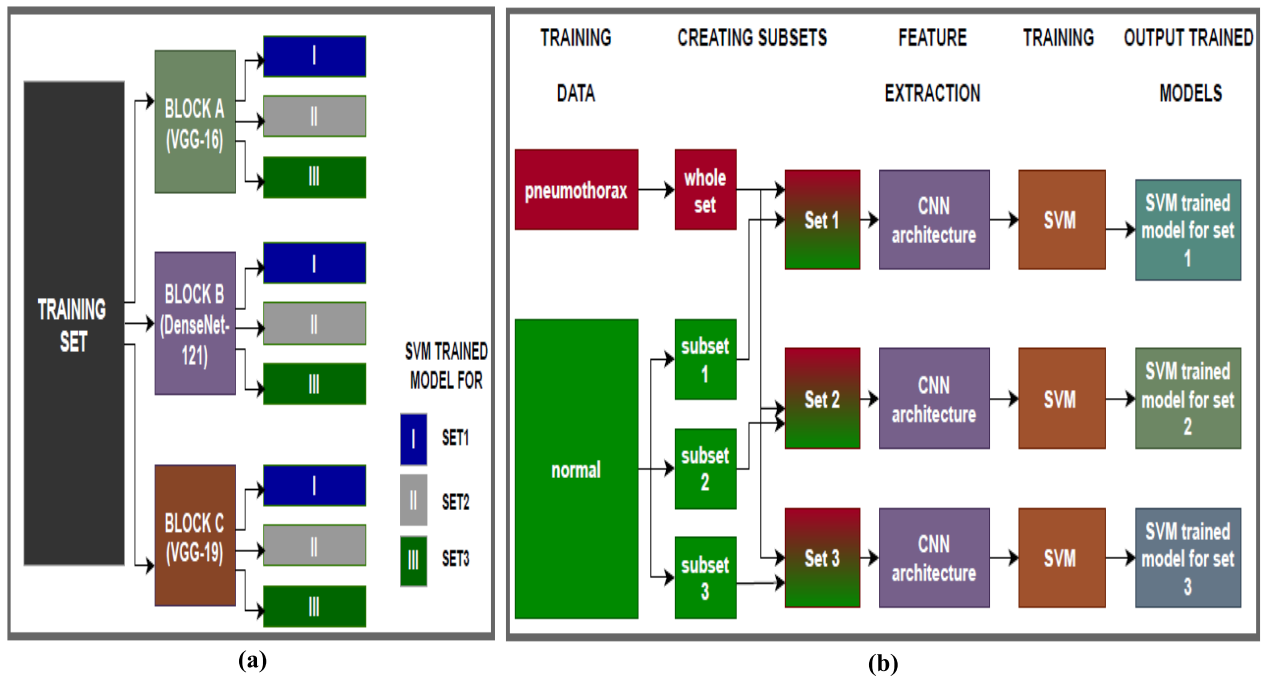 TRAINING
SET
BLOCK A
(VGG-16)
I
II
III
BLOCK B
(DenseNet-
121)
I
II
III
BLOCK C
(VGG-19)
I
II
III
SVM TRAINED
MODEL FOR
I SET1
II SET2
III SET3
(a)
TRAINING
DATA
CREATING SUBSETS
FEATURE
EXTRACTION
TRAINING
OUTPUT TRAINED
MODELS
pneumothorax
whole
set
Set 1
CNN
architecture
SVM
SVM trained
model for set
1
normal
subset
1
subset
2
subset
3
Set 2
CNN
architecture
SVM
SVM trained
model for set
2
Set 3
CNN
architecture
SVM
SVM trained
model for set
3
(b)